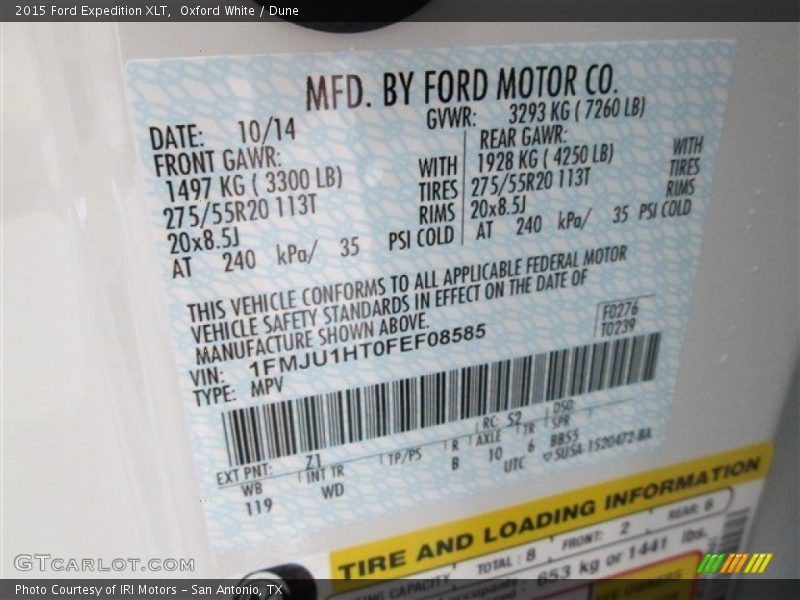 2015 Ford Expedition XLT, Oxford White / Dune
MFD. BY FORD MOTOR CO.
DATE: 10/14 GVWR: 3293 KG ( 7260 LB)
FRONT GAWR: REAR GAWR:
1497 KG ( 3300 LB) WITH 1928 KG ( 4250 LB) WITH
275/55R20 113T TIRES 275/55R20 113T TIRES
20x8.5J RIMS 20x8.5J RIMS
AT 240 kPa/ 35 PSI COLD AT 240 kPa/ 35 PSI COLD
THIS VEHICLE CONFORMS TO ALL APPLICABLE FEDERAL MOTOR
VEHICLE SAFETY STANDARDS IN EFFECT ON THE DATE OF
MANUFACTURE SHOWN ABOVE.
F0276
T0239
VIN: 1FMJU1HT0FEF08585
TYPE: MPV
EXT PNT: Z1 RC: 52 DSO:
WB INT TR TP/PS R AXLE TR SPR
119 WD B 10 6 BB55
UTC SUSA 1520472-BA
TIRE AND LOADING INFORMATION
CAPACITY TOTAL : 8 FRONT: 2 REAR: 6
653 kg or 1441 lbs.
GTcarlot.com
Photo Courtesy of IRI Motors – San Antonio, TX